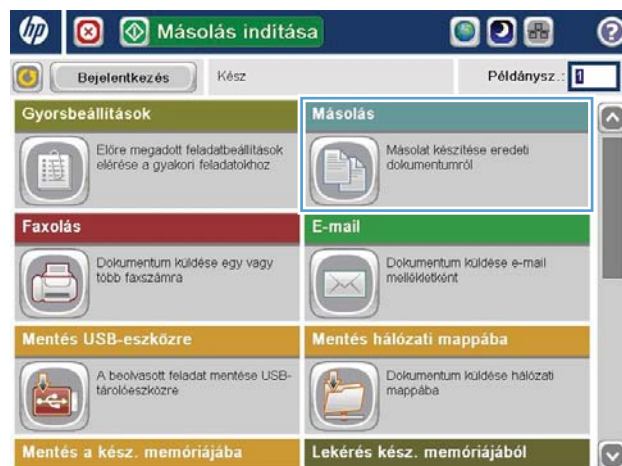 hp
Másolás indítása
?
Bejelentkezés
Kész
Példánysz.:
1
Gyorsbeállítások
Másolás
Előre megadott feladatbeállítások
elérése a gyakori feladatokhoz
Másolat készítése eredeti
dokumentumról
Faxolás
E-mail
Dokumentum küldése egy vagy
több faxszámra
Dokumentum küldése e-mail
mellékletként
Mentés USB-eszközre
Mentés hálózati mappába
A beolvasott feladat mentése USB-
tárolóeszközre
Dokumentum küldése hálózati
mappába
Mentés a kész. memóriájába
Lekérés kész. memóriájából